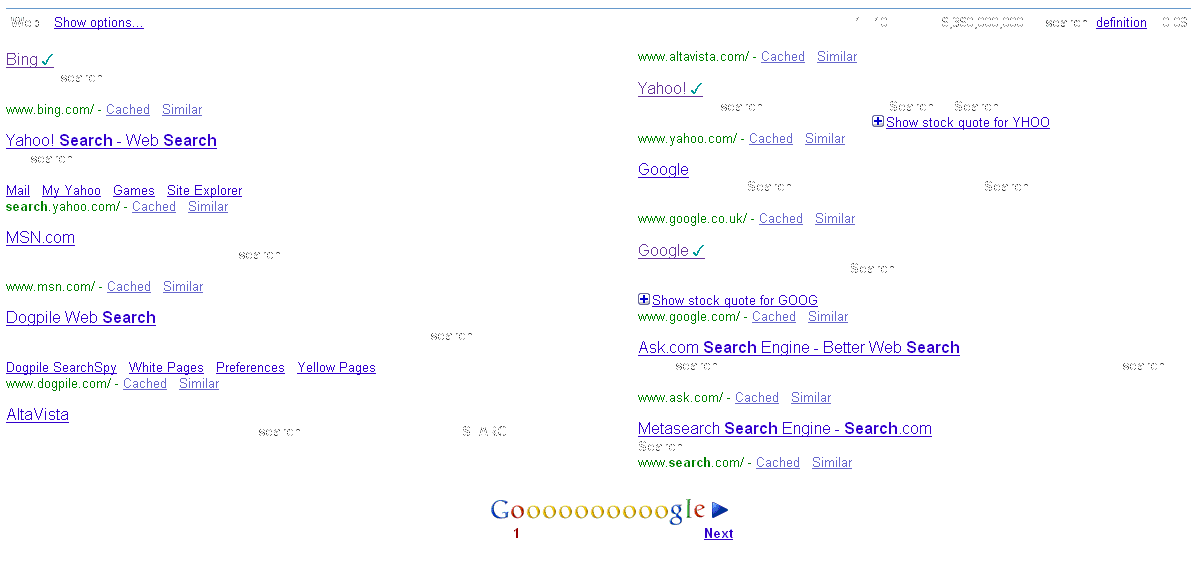 Web Show options...
1 10 9,360,000,000 search definition 0.03
Bing ✓
search
www.bing.com/ - Cached Similar
Yahoo! Search - Web Search
search
Mail My Yahoo Games Site Explorer
search.yahoo.com/ - Cached Similar
MSN.com
search
www.msn.com/ - Cached Similar
Dogpile Web Search
search
Dogpile SearchSpy White Pages Preferences Yellow Pages
www.dogpile.com/ - Cached Similar
AltaVista
search
www.altavista.com/ - Cached Similar
Yahoo! ✓
search Search Search
Show stock quote for YHOO
www.yahoo.com/ - Cached Similar
Google
Search Search
www.google.co.uk/ - Cached Similar
Google ✓
Search
Show stock quote for GOOG
www.google.com/ - Cached Similar
Ask.com Search Engine - Better Web Search
search search
www.ask.com/ - Cached Similar
Metasearch Search Engine - Search.com
Search
www.search.com/ - Cached Similar
Goooooooooogle
1 Next